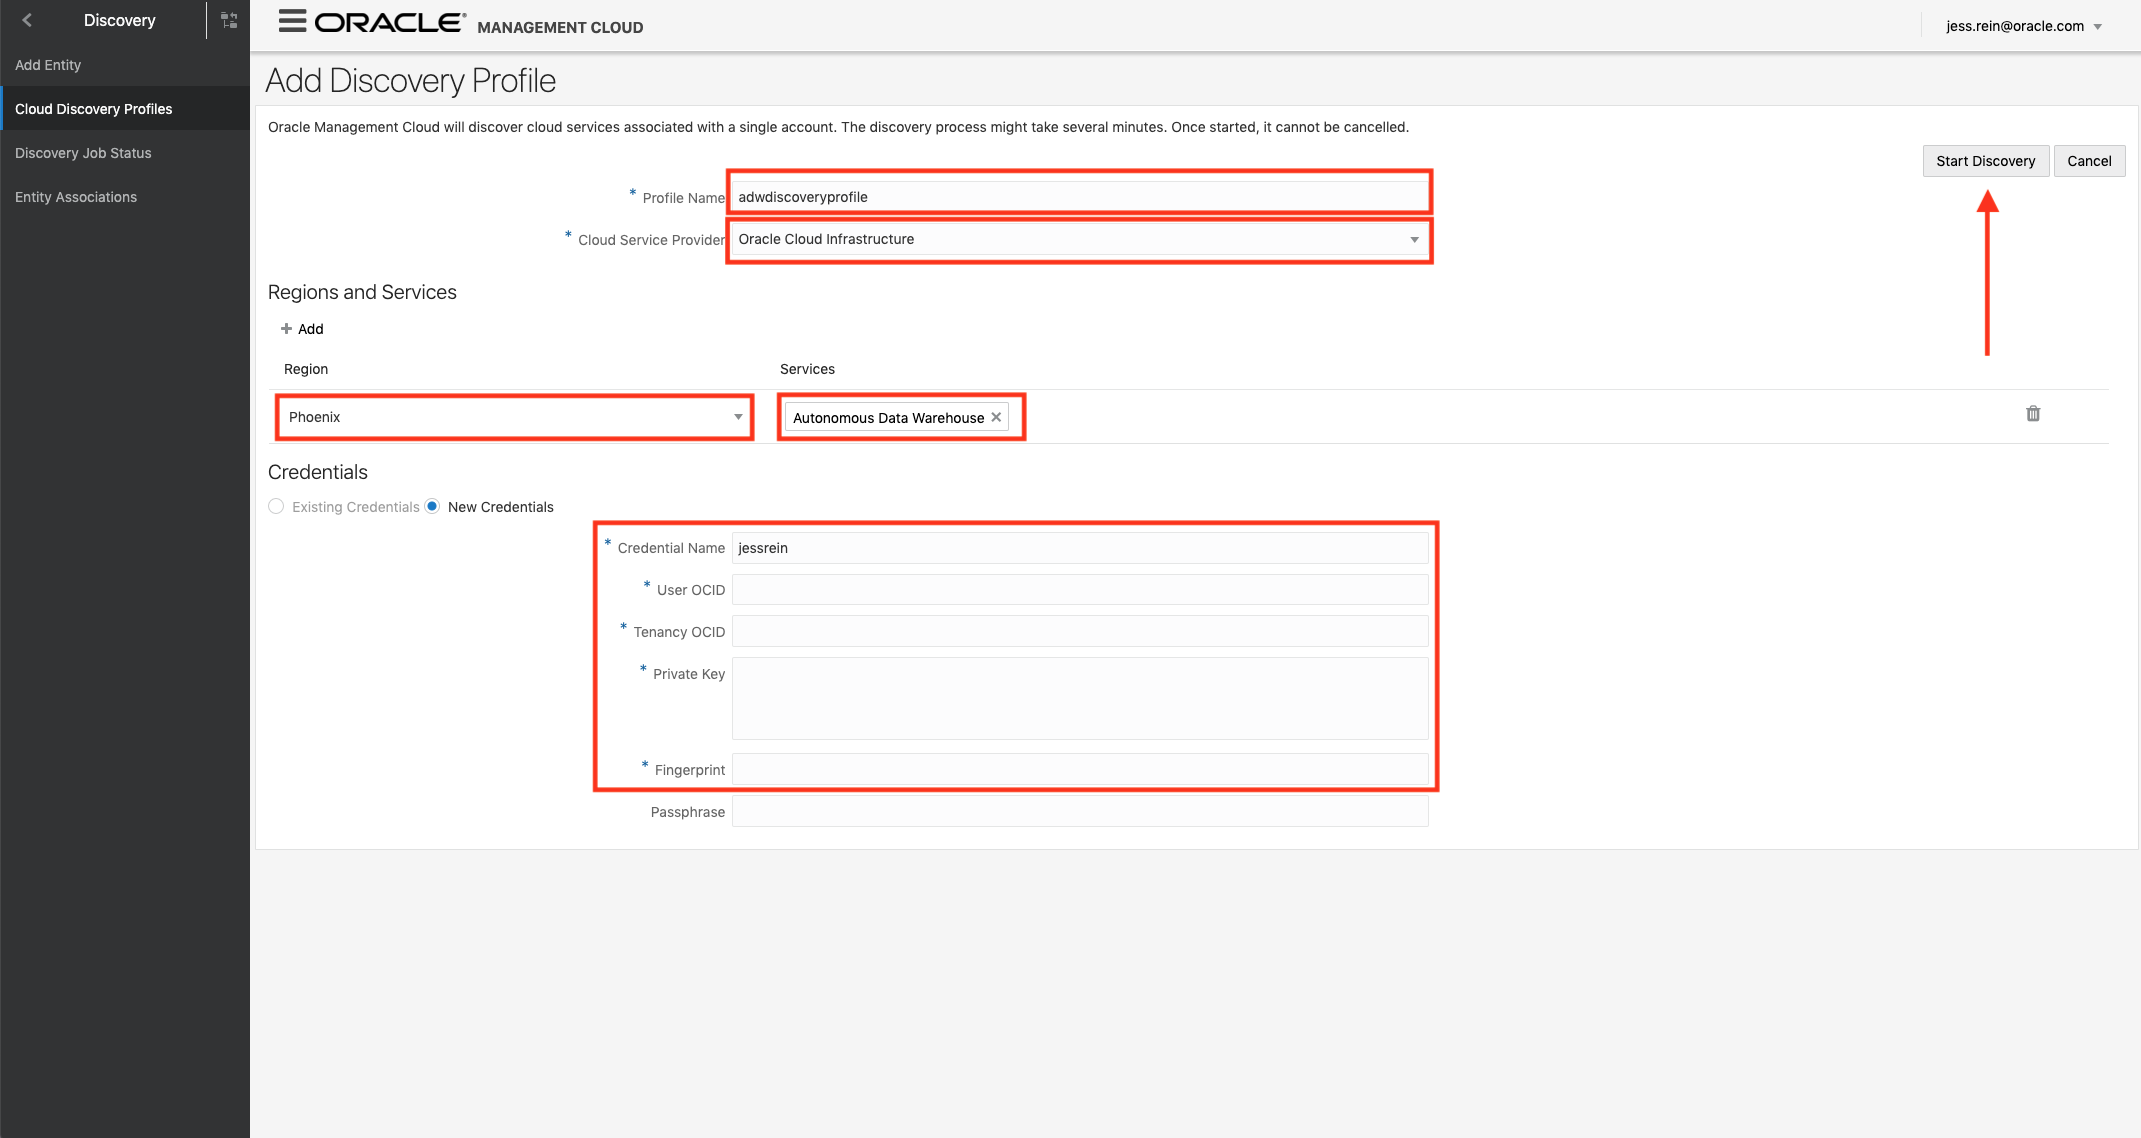 Discovery
Add Entity
Cloud Discovery Profiles
Discovery Job Status
Entity Associations
ORACLE® MANAGEMENT CLOUD
jess.rein@oracle.com
Add Discovery Profile
Oracle Management Cloud will discover cloud services associated with a single account. The discovery process might take several minutes. Once started, it cannot be cancelled.
Start Discovery Cancel
* Profile Name adwdiscoveryprofile
* Cloud Service Provider Oracle Cloud Infrastructure
Regions and Services
+ Add
Region Services
Phoenix Autonomous Data Warehouse ×
Credentials
Existing Credentials New Credentials
* Credential Name jessrein
* User OCID
* Tenancy OCID
* Private Key
* Fingerprint
Passphrase